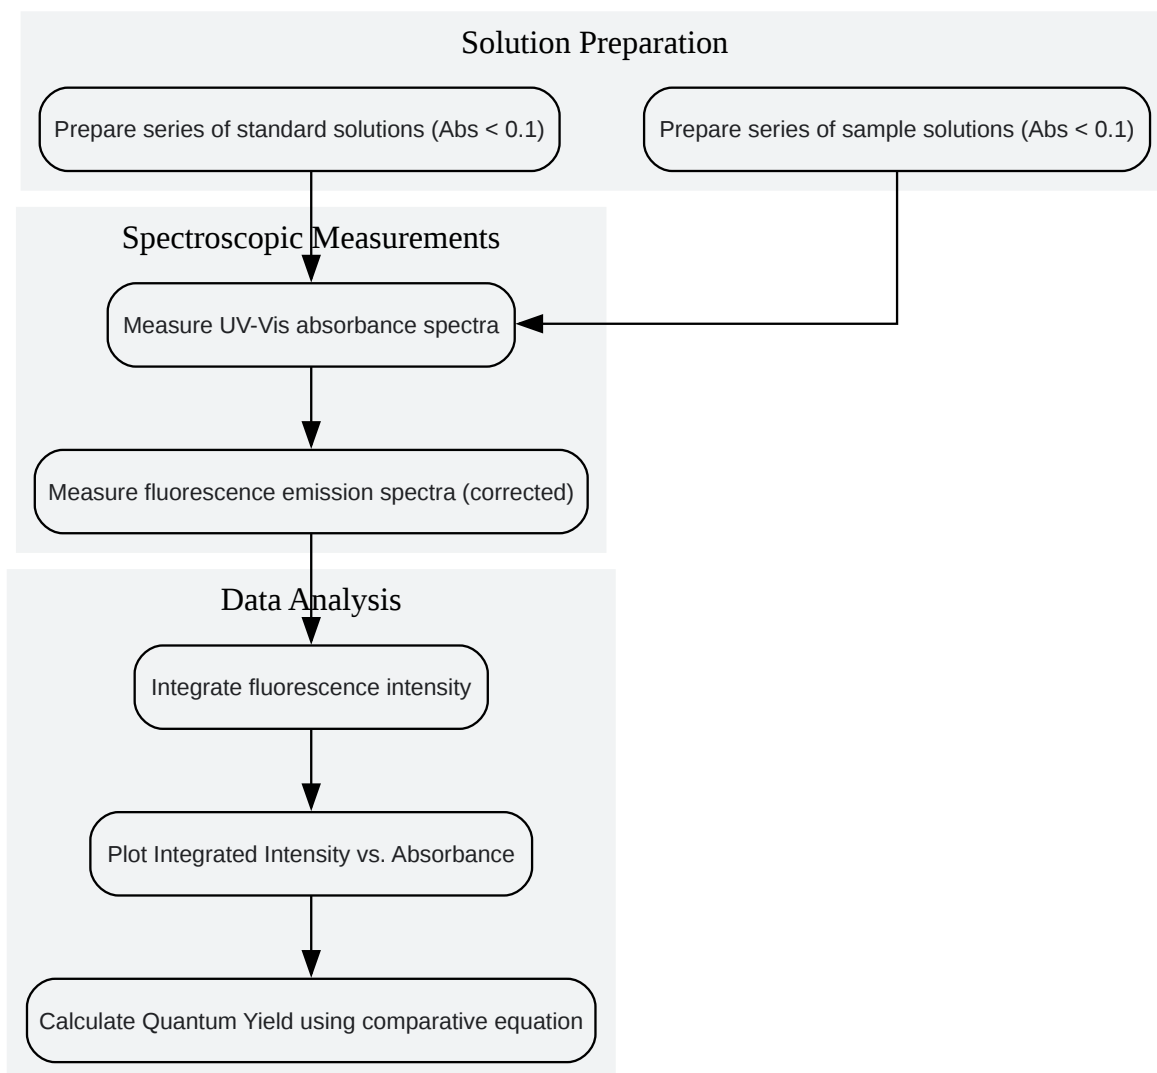 Solution Preparation
Prepare series of standard solutions (Abs < 0.1)
Prepare series of sample solutions (Abs < 0.1)
Spectroscopic Measurements
Measure UV-Vis absorbance spectra
Measure fluorescence emission spectra (corrected)
Data Analysis
Integrate fluorescence intensity
Plot Integrated Intensity vs. Absorbance
Calculate Quantum Yield using comparative equation